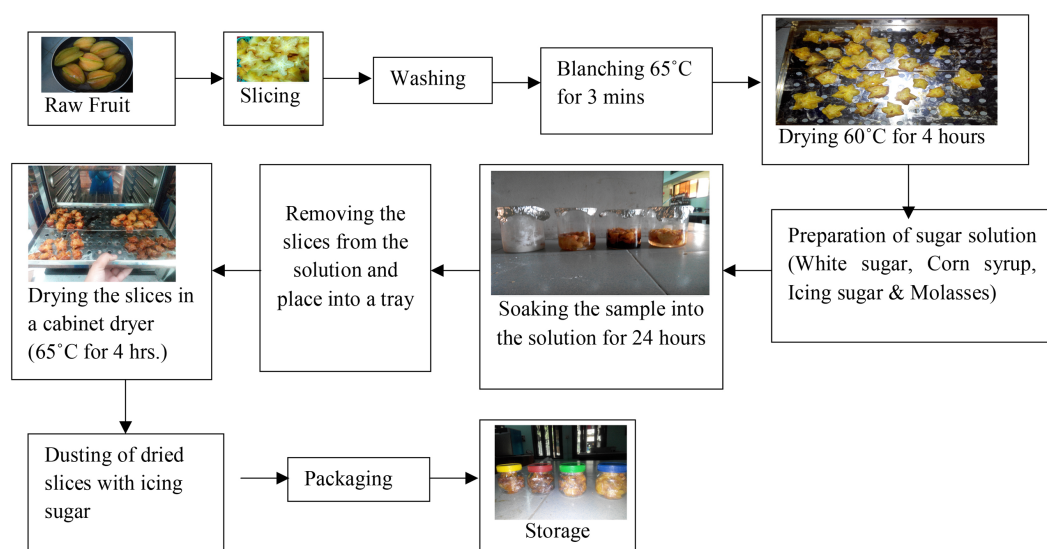 Raw Fruit
Slicing
Washing
Blanching 65˚C
for 3 mins
Drying 60˚C for 4 hours
Preparation of sugar solution
(White sugar, Corn syrup,
Icing sugar & Molasses)
Soaking the sample into
the solution for 24 hours
Removing the
slices from the
solution and
place into a tray
Drying the slices in
a cabinet dryer
(65˚C for 4 hrs.)
Dusting of dried
slices with icing
sugar
Packaging
Storage